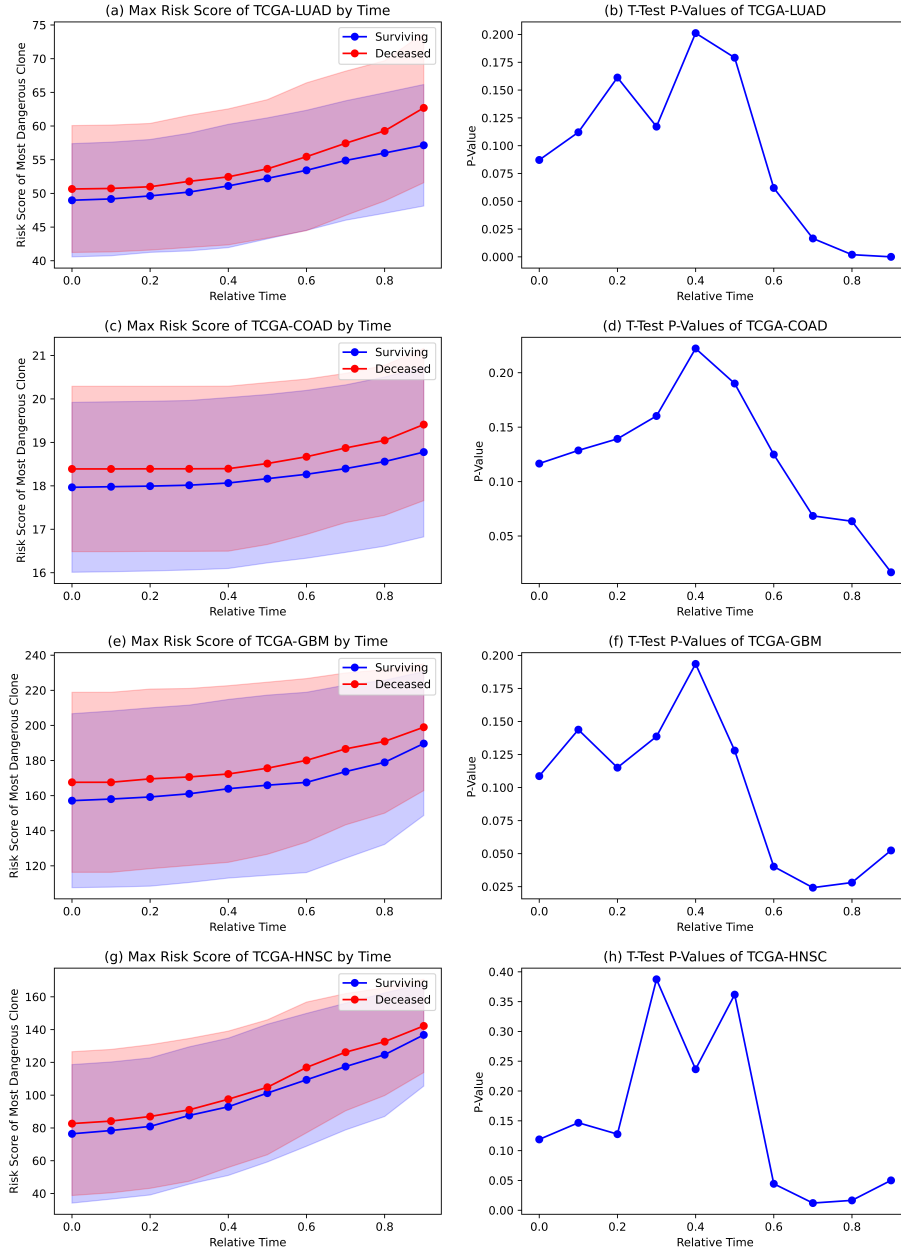 (a) Max Risk Score of TCGA-LUAD by Time
Risk Score of Most Dangerous Clone
75
70
65
60
55
50
45
40
Surviving
Deceased
0.0 0.2 0.4 0.6 0.8
Relative Time
(b) T-Test P-Values of TCGA-LUAD
P-Value
0.200
0.175
0.150
0.125
0.100
0.075
0.050
0.025
0.000
0.0 0.2 0.4 0.6 0.8
Relative Time
(c) Max Risk Score of TCGA-COAD by Time
Risk Score of Most Dangerous Clone
21
20
19
18
17
16
Surviving
Deceased
0.0 0.2 0.4 0.6 0.8
Relative Time
(d) T-Test P-Values of TCGA-COAD
P-Value
0.20
0.15
0.10
0.05
0.0 0.2 0.4 0.6 0.8
Relative Time
(e) Max Risk Score of TCGA-GBM by Time
Risk Score of Most Dangerous Clone
240
220
200
180
160
140
120
Surviving
Deceased
0.0 0.2 0.4 0.6 0.8
Relative Time
(f) T-Test P-Values of TCGA-GBM
P-Value
0.200
0.175
0.150
0.125
0.100
0.075
0.050
0.025
0.0 0.2 0.4 0.6 0.8
Relative Time
(g) Max Risk Score of TCGA-HNSC by Time
Risk Score of Most Dangerous Clone
160
140
120
100
80
60
40
Surviving
Deceased
0.0 0.2 0.4 0.6 0.8
Relative Time
(h) T-Test P-Values of TCGA-HNSC
P-Value
0.40
0.35
0.30
0.25
0.20
0.15
0.10
0.05
0.00
0.0 0.2 0.4 0.6 0.8
Relative Time